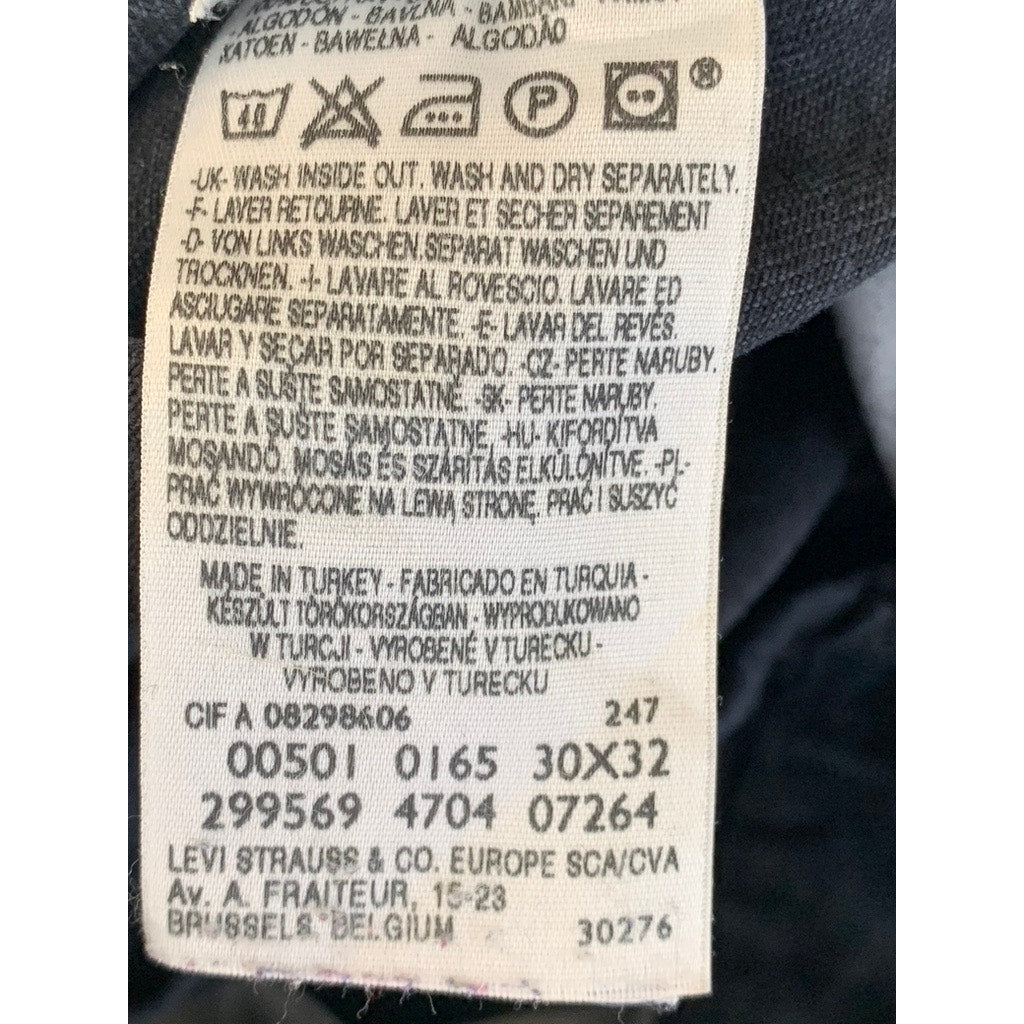 ALGODÓN - BAVLNA -
KATOEN - BAWEŁNA - ALGODÃO
40 P ®
-UK- WASH INSIDE OUT. WASH AND DRY SEPARATELY.
-F- LAVER RETOURNE. LAVER ET SECHER SEPAREMENT
-D- VON LINKS WASCHEN. SEPARAT WASCHEN UND
TROCKNEN. -I- LAVARE AL ROVESCIO. LAVARE ED
ASCIUGARE SEPARATAMENTE. -E- LAVAR DEL REVÉS.
LAVAR Y SEÇAR POR SEPARADO. -CZ- PERTE NARUBY.
PERTE A SUŠTE SAMOSTATNĚ. -SK- PERTE NARUBY.
PERTE A SUŠTE SAMOSTATNE. -HU- KIFORDÍTVA
MOSANDÓ. MOSÁS ÉS SZÁRÍTÁS ELKÜLÖNÍTVE. -PL-
PRAĆ WYWRÓCONE NA LEWĄ STRONĘ. PRAĆ I SUSZYĆ
ODDZIELNIE.
MADE IN TURKEY - FABRICADO EN TURQUIA -
KÉSZÜLT TÖRÖKORSZÁGBAN - WYPRODUKOWANO
W TURCJI - VYROBENÉ V TURECKU -
VYROBENO V TURECKU
CIF A 08298606 247
00501 0165 30X32
299569 4704 07264
LEVI STRAUSS & CO. EUROPE SCA/CVA
Av. A. FRAITEUR, 15-23
BRUSSELS BELGIUM 30276